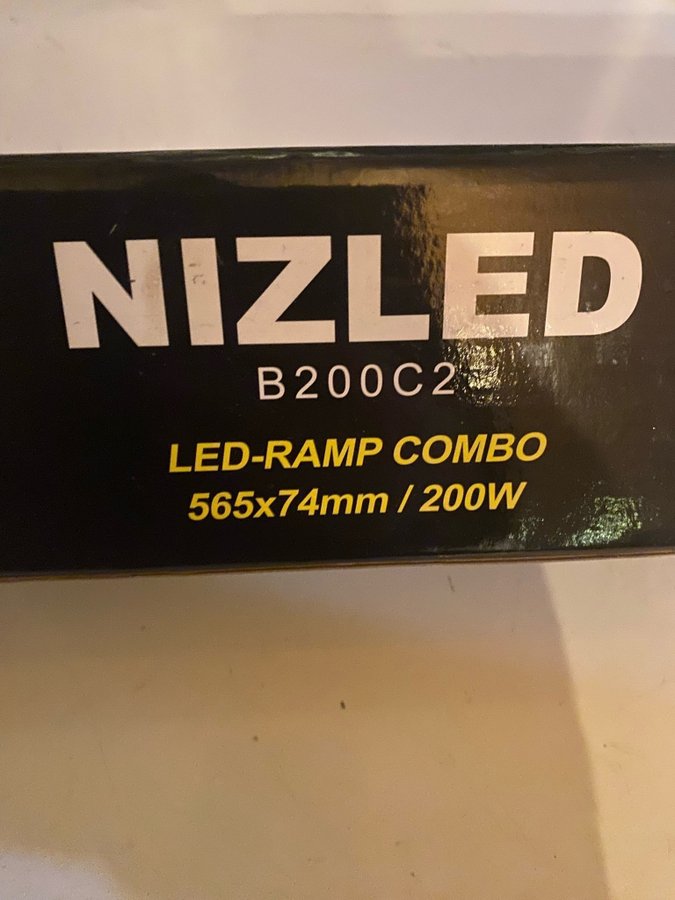 NIZLED
B200C2
LED-RAMP COMBO
565x74mm / 200W